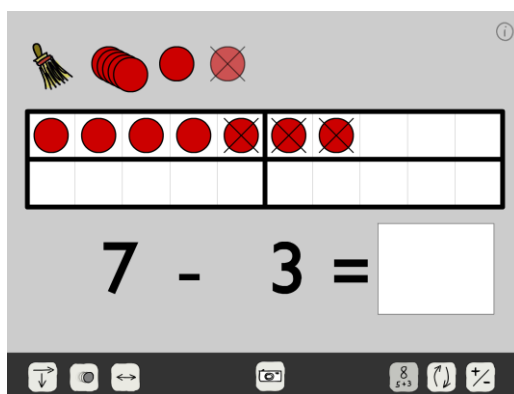 7 - 3 =
8
5+3
+/-